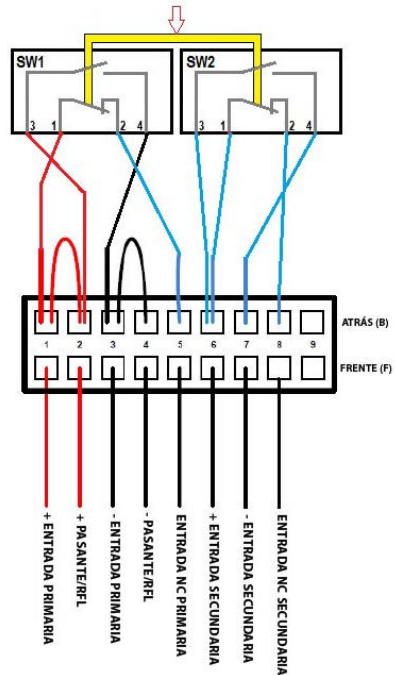 SW1
SW2
3 1 2 4
3 1 2 4
ATRÁS (B)
1 2 3 4 5 6 7 8 9
FRENTE (F)
+ ENTRADA PRIMARIA
+ PASANTE/RFL
- ENTRADA PRIMARIA
- PASANTE/RFL
ENTRADA NC PRIMARIA
+ ENTRADA SECUNDARIA
- ENTRADA SECUNDARIA
ENTRADA NC SECUNDARIA